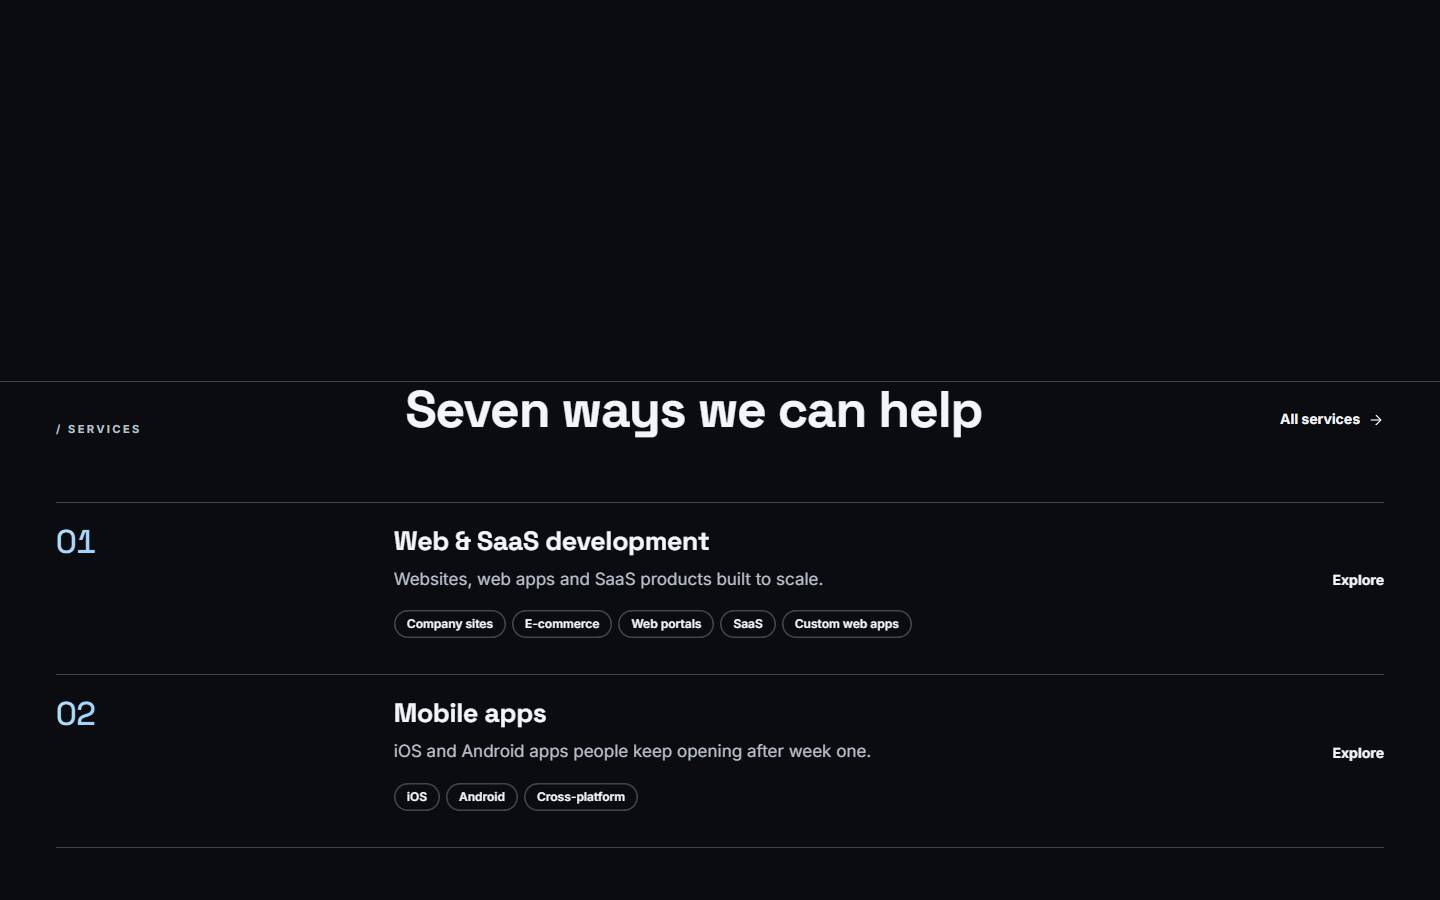 / SERVICES
Seven ways we can help
All services →
01
Web & SaaS development
Websites, web apps and SaaS products built to scale.
Explore
Company sites
E-commerce
Web portals
SaaS
Custom web apps
02
Mobile apps
iOS and Android apps people keep opening after week one.
Explore
iOS
Android
Cross-platform